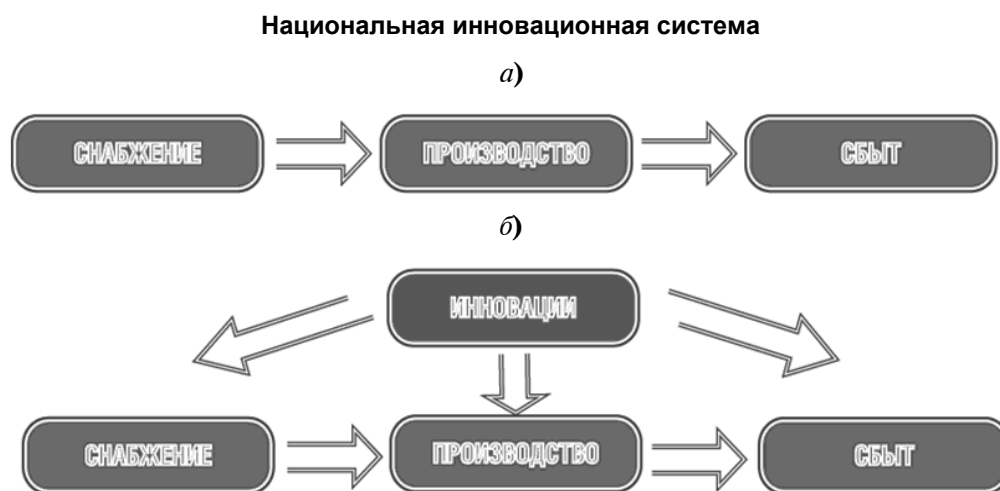 Национальная инновационная система
а)
СНАБЖЕНИЕ ПРОИЗВОДСТВО СБЫТ
б)
ИННОВАЦИИ
СНАБЖЕНИЕ ПРОИЗВОДСТВО СБЫТ